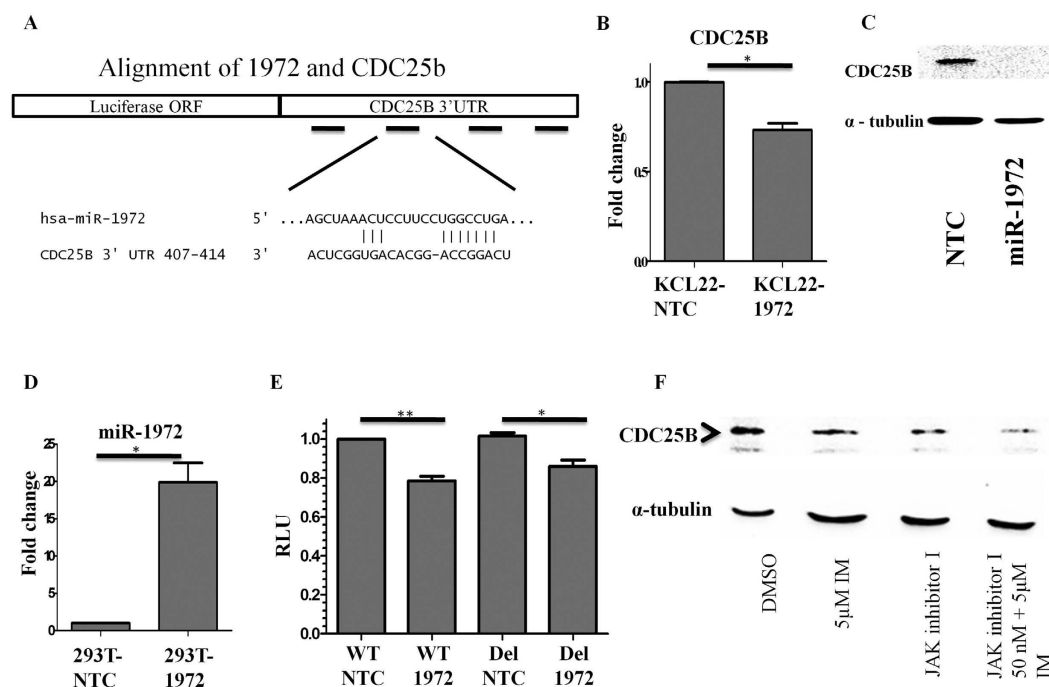 A
Alignment of 1972 and CDC25b
Luciferase ORF
CDC25B 3'UTR
hsa-miR-1972 5' ...AGCUAAACUCCUUCCUGGCCUGA...
CDC25B 3' UTR 407-414 3' ACUCGGUGACACGG-ACCGGACU
B
CDC25B
*
Fold change
1.0
0.5
0.0
KCL22-
NTC
KCL22-
1972
C
CDC25B
α - tubulin
NTC
miR-1972
D
miR-1972
*
Fold change
25
20
15
10
5
0
293T-
NTC
293T-
1972
E
**
*
RLU
1.0
0.8
0.6
0.4
0.2
0.0
WT
NTC
WT
1972
Del
NTC
Del
1972
F
CDC25B
α-tubulin
DMSO
5µM IM
JAK inhibitor I
JAK inhibitor I
50 nM + 5µM
IM